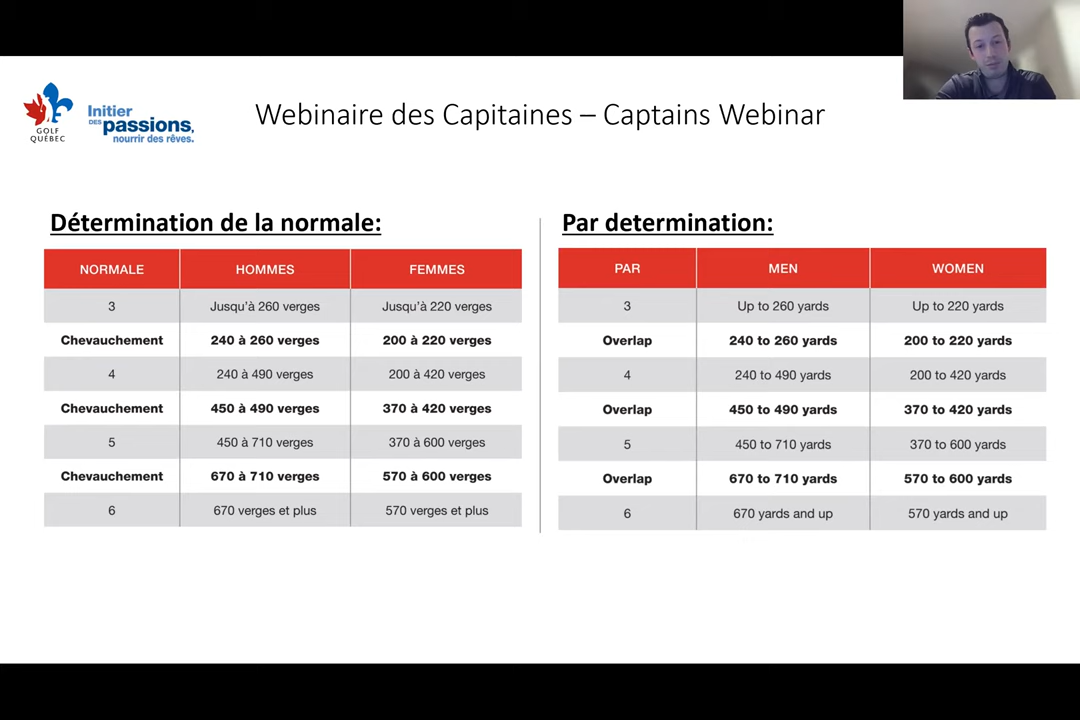 GOLF
QUÉBEC
Initier
DES passions,
nourrir des rêves.
Webinaire des Capitaines – Captains Webinar
Détermination de la normale:
NORMALE HOMMES FEMMES
3 Jusqu'à 260 verges Jusqu'à 220 verges
Chevauchement 240 à 260 verges 200 à 220 verges
4 240 à 490 verges 200 à 420 verges
Chevauchement 450 à 490 verges 370 à 420 verges
5 450 à 710 verges 370 à 600 verges
Chevauchement 670 à 710 verges 570 à 600 verges
6 670 verges et plus 570 verges et plus
Par determination:
PAR MEN WOMEN
3 Up to 260 yards Up to 220 yards
Overlap 240 to 260 yards 200 to 220 yards
4 240 to 490 yards 200 to 420 yards
Overlap 450 to 490 yards 370 to 420 yards
5 450 to 710 yards 370 to 600 yards
Overlap 670 to 710 yards 570 to 600 yards
6 670 yards and up 570 yards and up